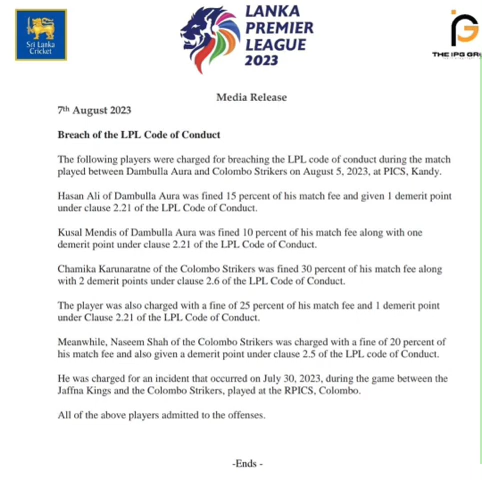 Sri Lanka
Cricket
LANKA
PREMIER
LEAGUE
2023
THE IPG GR
Media Release
7th August 2023
Breach of the LPL Code of Conduct
The following players were charged for breaching the LPL code of conduct during the match
played between Dambulla Aura and Colombo Strikers on August 5, 2023, at PICS, Kandy.
Hasan Ali of Dambulla Aura was fined 15 percent of his match fee and given 1 demerit point
under clause 2.21 of the LPL Code of Conduct.
Kusal Mendis of Dambulla Aura was fined 10 percent of his match fee along with one
demerit point under clause 2.21 of the LPL Code of Conduct.
Chamika Karunaratne of the Colombo Strikers was fined 30 percent of his match fee along
with 2 demerit points under clause 2.6 of the LPL Code of Conduct.
The player was also charged with a fine of 25 percent of his match fee and 1 demerit point
under Clause 2.21 of the LPL Code of Conduct.
Meanwhile, Naseem Shah of the Colombo Strikers was charged with a fine of 20 percent of
his match fee and also given a demerit point under clause 2.5 of the LPL code of Conduct.
He was charged for an incident that occurred on July 30, 2023, during the game between the
Jaffna Kings and the Colombo Strikers, played at the RPICS, Colombo.
All of the above players admitted to the offenses.
-Ends -